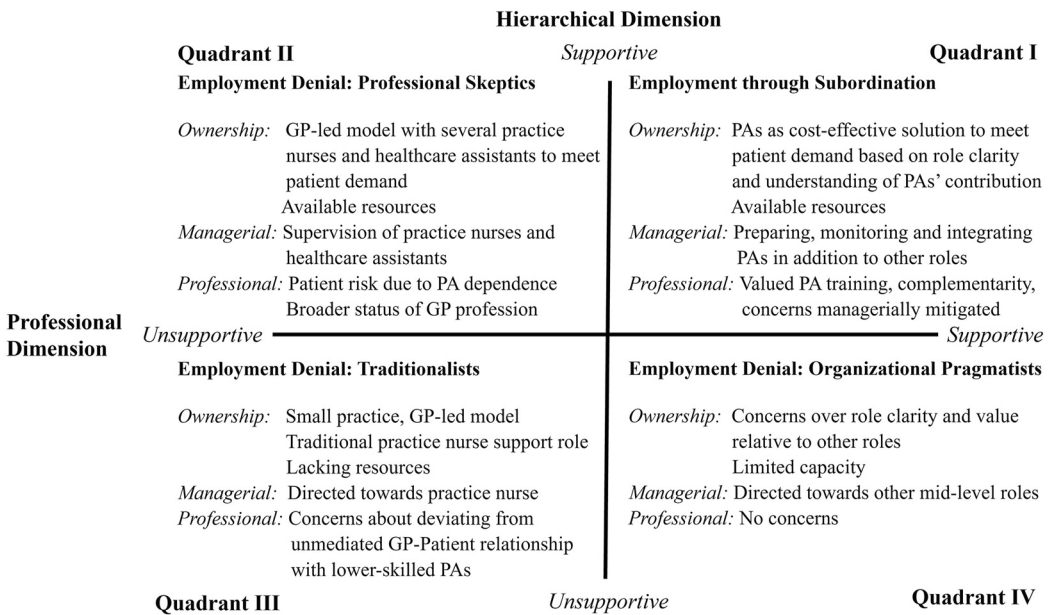 Hierarchical Dimension
Quadrant II
Supportive
Quadrant I
Employment Denial: Professional Skeptics
Ownership: GP-led model with several practice
nurses and healthcare assistants to meet
patient demand
Available resources
Managerial: Supervision of practice nurses and
healthcare assistants
Professional: Patient risk due to PA dependence
Broader status of GP profession
Employment through Subordination
Ownership: PAs as cost-effective solution to meet
patient demand based on role clarity
and understanding of PAs’ contribution
Available resources
Managerial: Preparing, monitoring and integrating
PAs in addition to other roles
Professional: Valued PA training, complementarity,
concerns managerially mitigated
Professional
Dimension
Unsupportive
Supportive
Employment Denial: Traditionalists
Ownership: Small practice, GP-led model
Traditional practice nurse support role
Lacking resources
Managerial: Directed towards practice nurse
Professional: Concerns about deviating from
unmediated GP-Patient relationship
with lower-skilled PAs
Employment Denial: Organizational Pragmatists
Ownership: Concerns over role clarity and value
relative to other roles
Limited capacity
Managerial: Directed towards other mid-level roles
Professional: No concerns
Quadrant III
Unsupportive
Quadrant IV